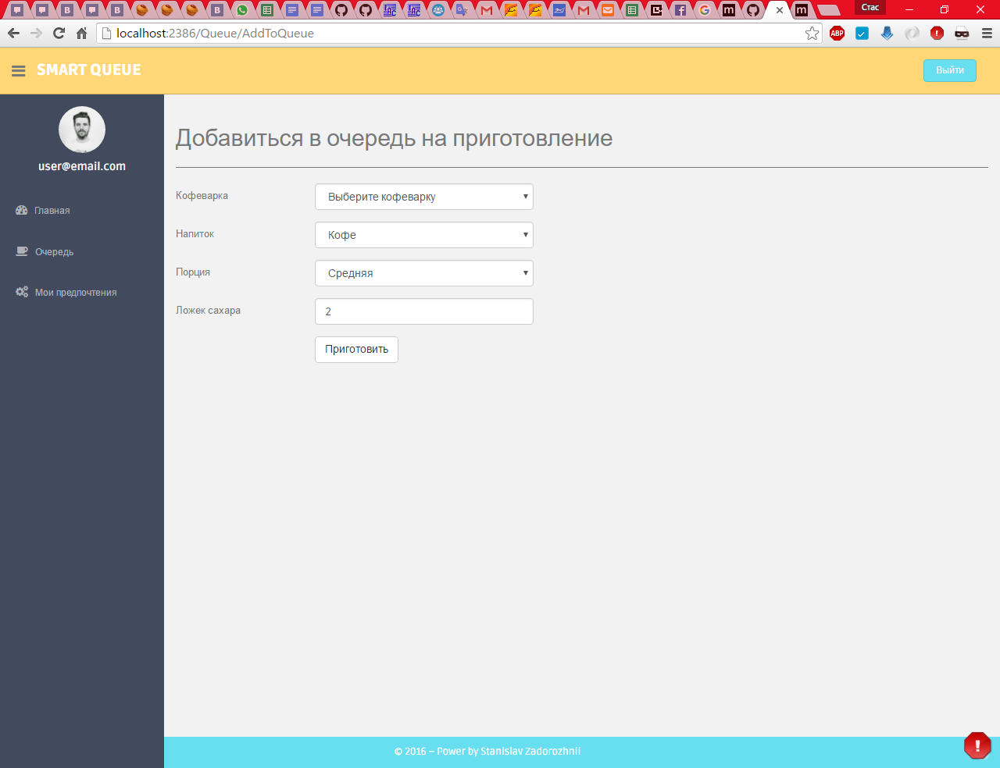 Стас
localhost:2386/Queue/AddToQueue
ABP
SMART QUEUE
Выйти
user@email.com
Главная
Очередь
Мои предпочтения
Добавиться в очередь на приготовление
Кофеварка
Выберите кофеварку
Напиток
Кофе
Порция
Средняя
Ложек сахара
2
Приготовить
© 2016 – Power by Stanislav Zadorozhnii